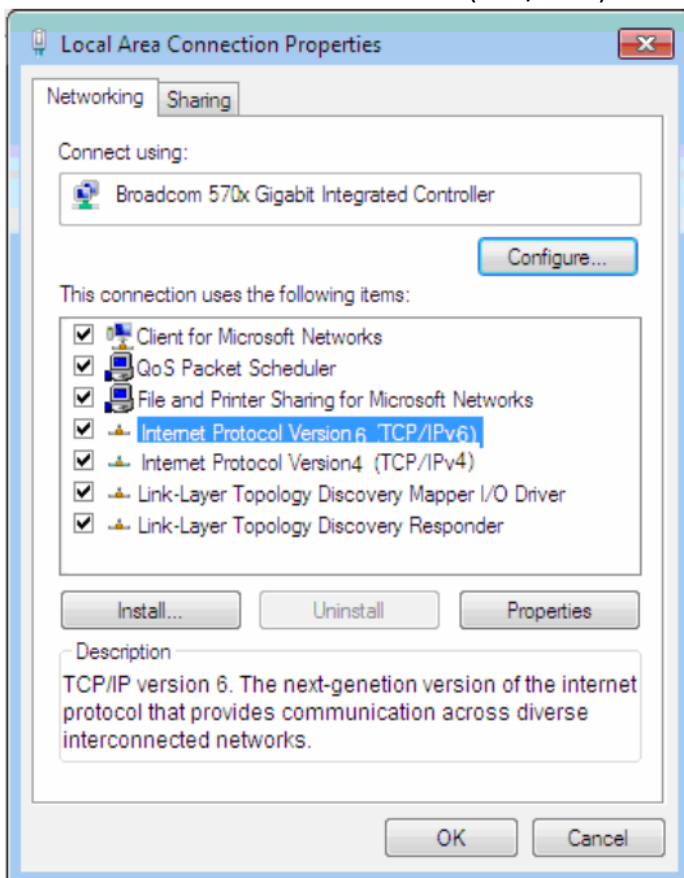 Local Area Connection Properties
Networking
Sharing
Connect using:
Broadcom 570x Gigabit Integrated Controller
Configure...
This connection uses the following items:
Client for Microsoft Networks
QoS Packet Scheduler
File and Printer Sharing for Microsoft Networks
Internet Protocol Version 6 (TCP/IPv6)
Internet Protocol Version4 (TCP/IPv4)
Link-Layer Topology Discovery Mapper I/O Driver
Link-Layer Topology Discovery Responder
Install...
Uninstall
Properties
Description
TCP/IP version 6. The next-genetion version of the internet
protocol that provides communication across diverse
interconnected networks.
OK
Cancel